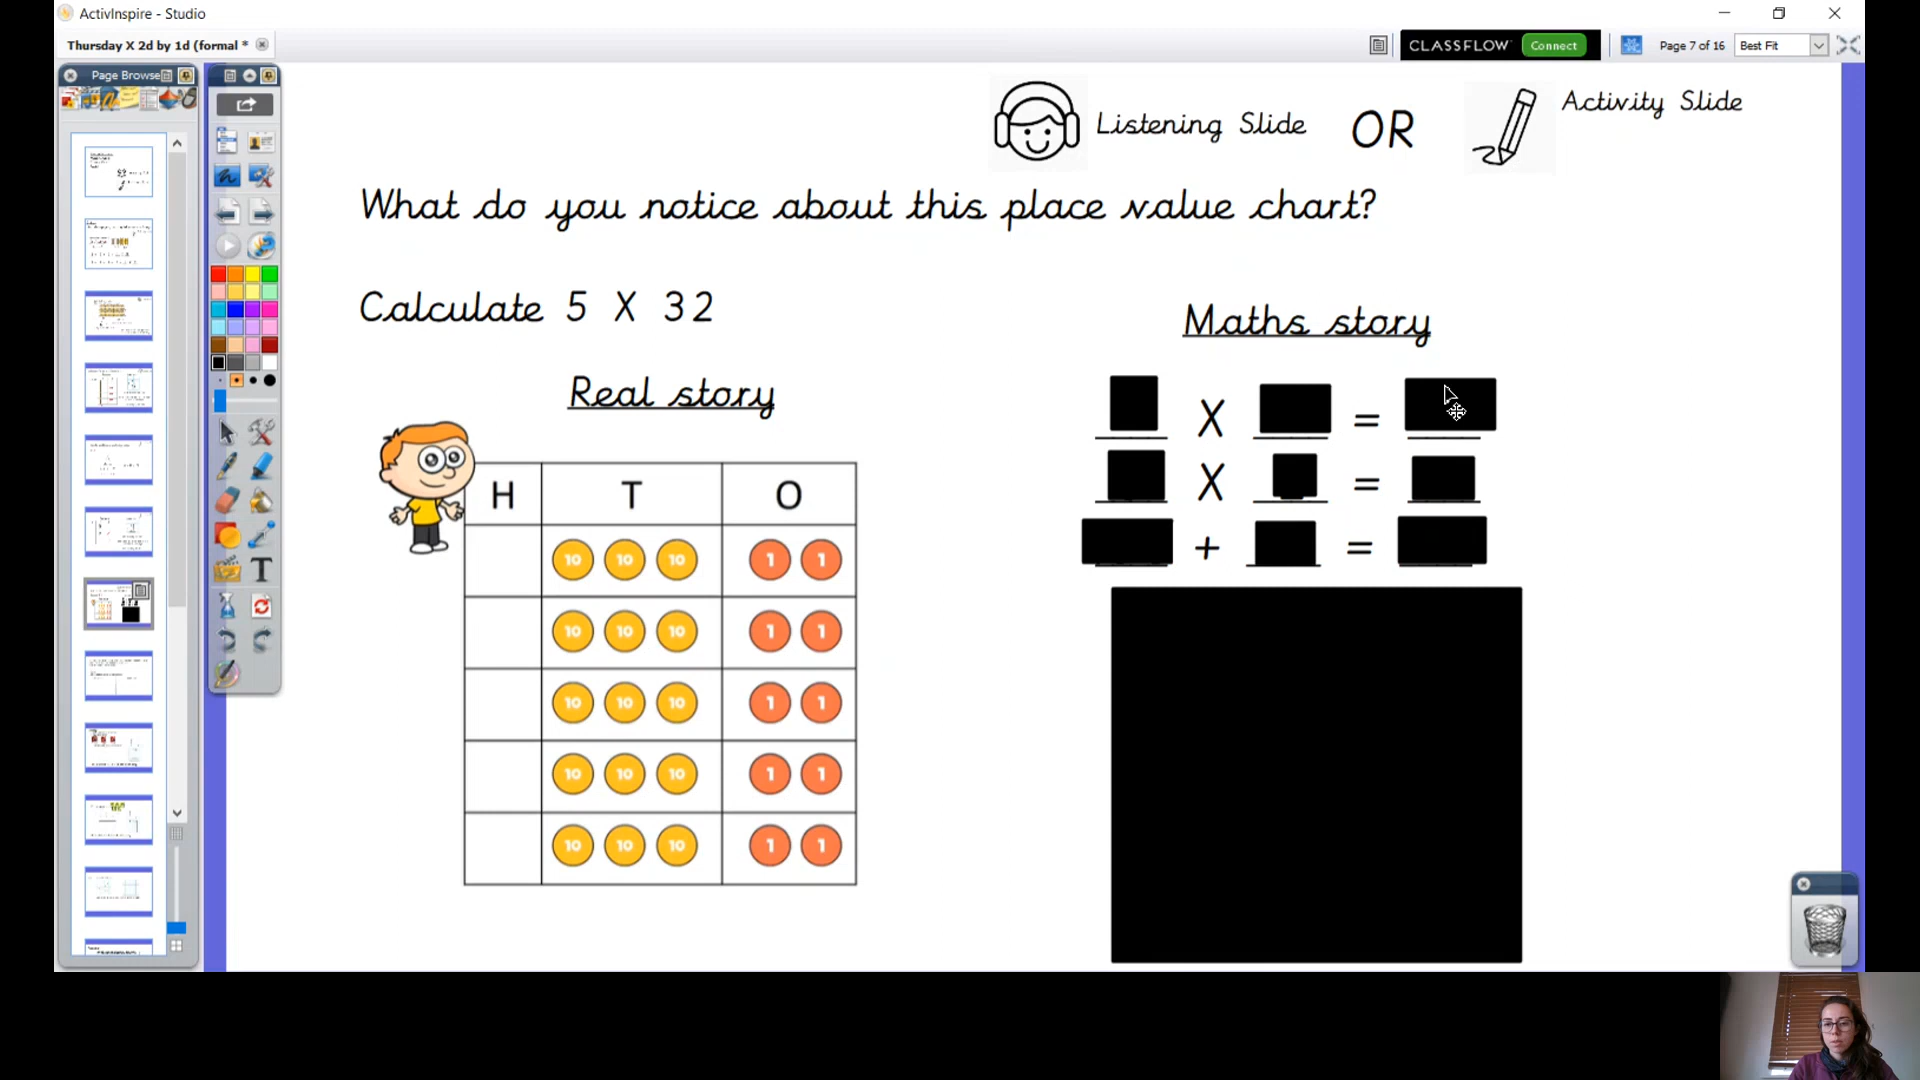 ActivInspire - Studio
Thursday X 2d by 1d (formal *
CLASSFLOW Connect
Page 7 of 16
Best Fit
Page Browse
Listening Slide OR Activity Slide
What do you notice about this place value chart?
Calculate 5 X 32
Maths story
Real story
X =
X =
+ =
H T O
10 10 10 1 1
10 10 10 1 1
10 10 10 1 1
10 10 10 1 1
10 10 10 1 1